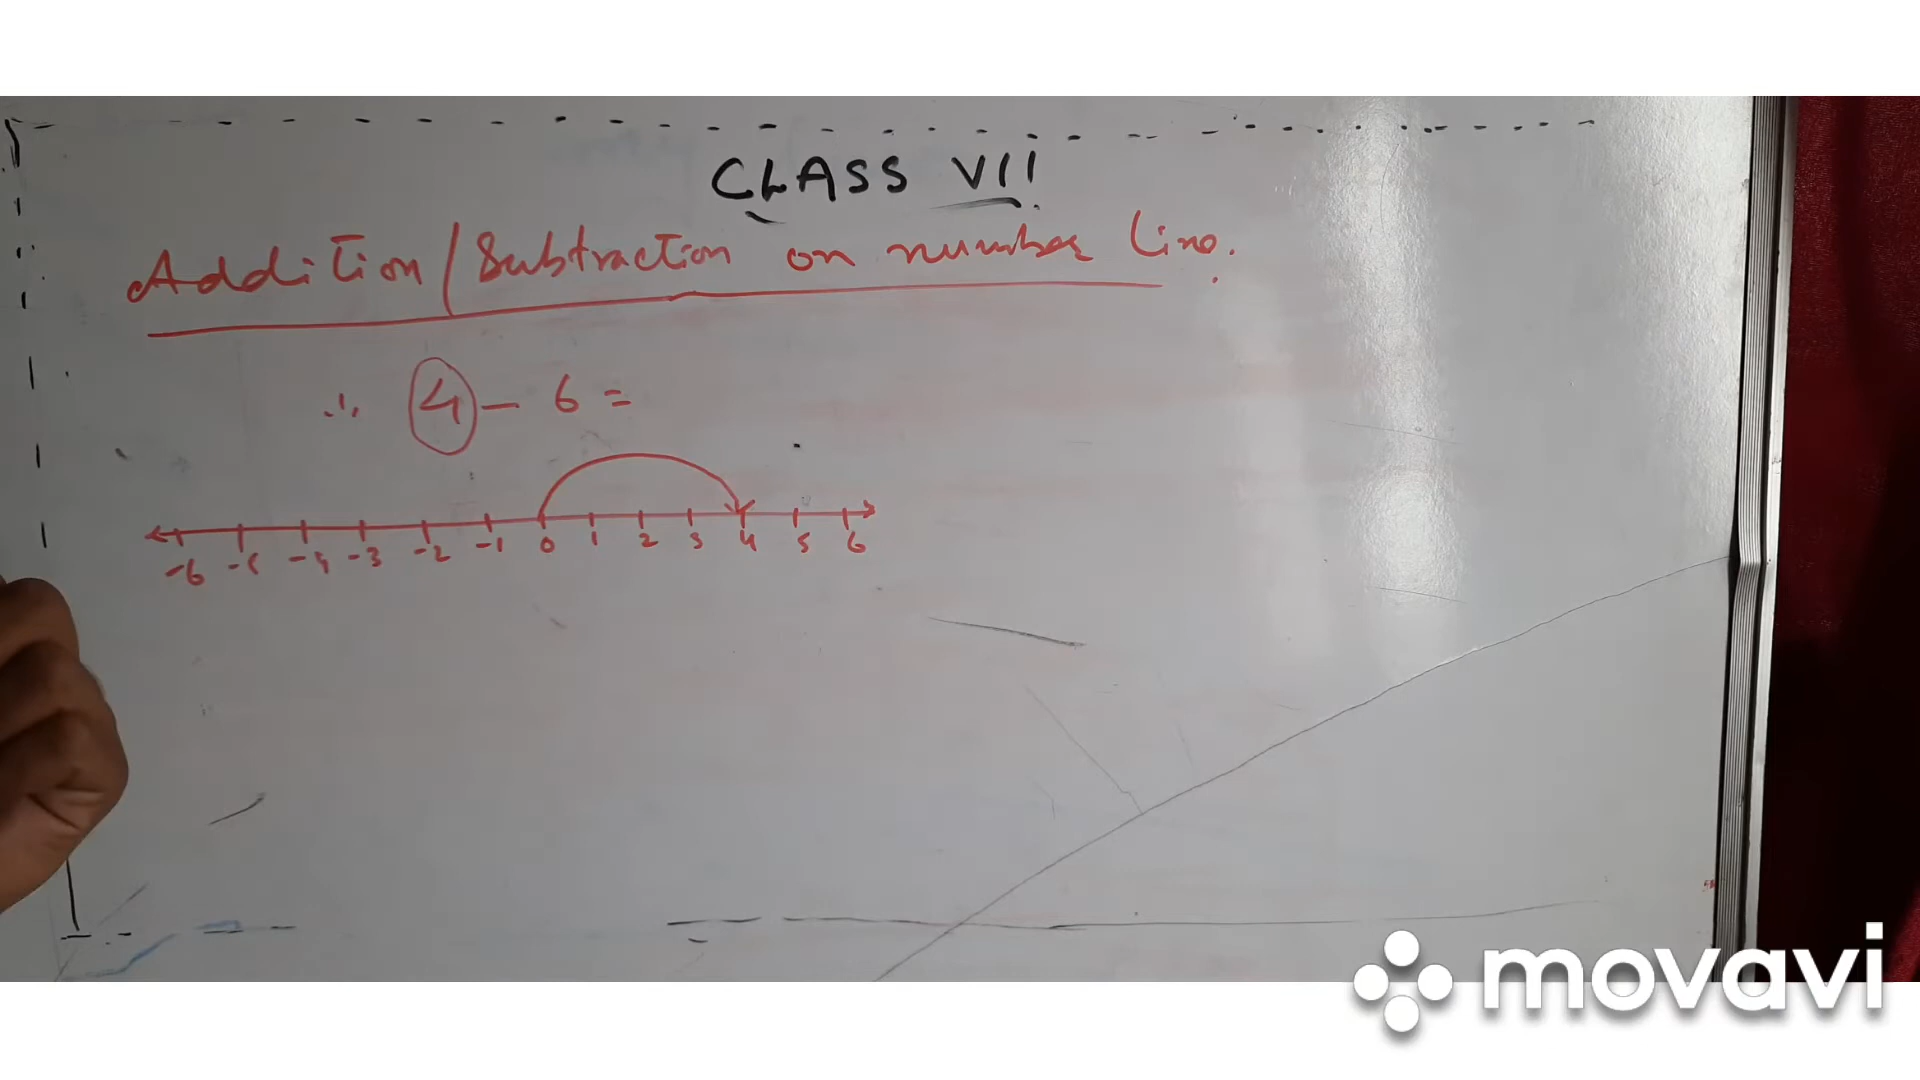 CLASS VII
Addition/Subtraction on number line.
∴ 4 - 6 =
-6 -5 -4 -3 -2 -1 0 1 2 3 4 5 6
movavi